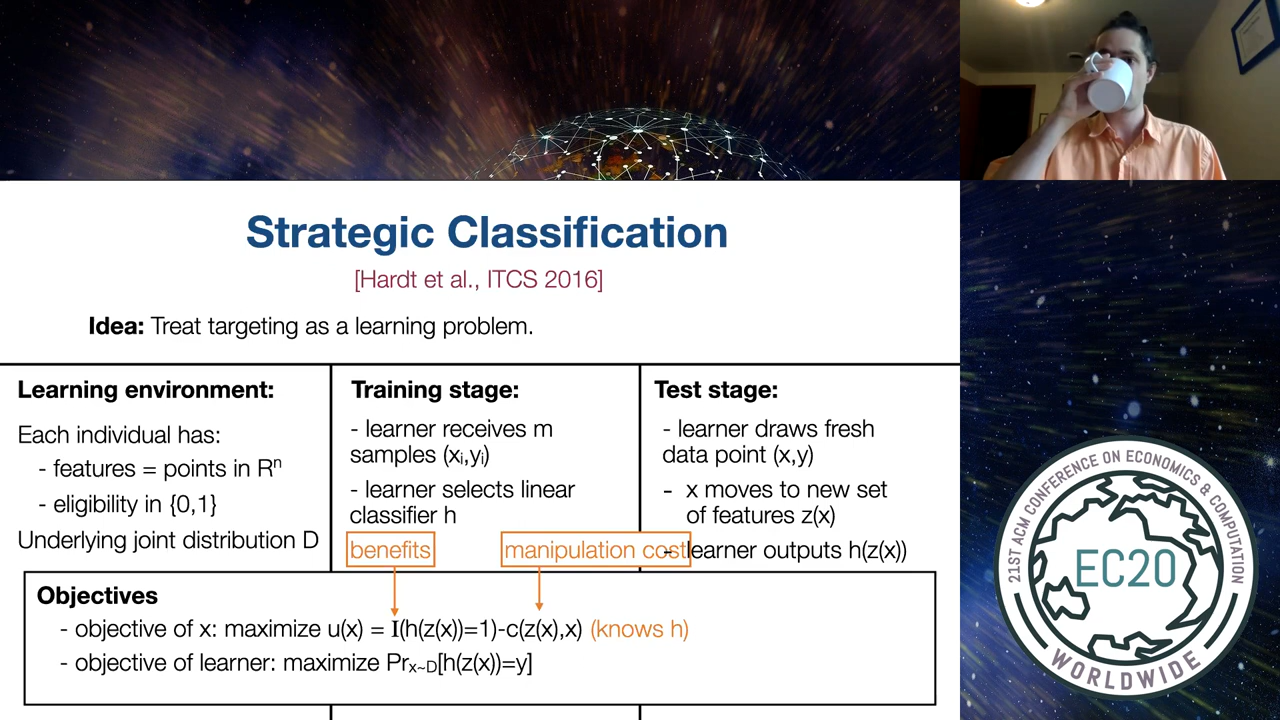 Strategic Classification
[Hardt et al., ITCS 2016]
Idea: Treat targeting as a learning problem.
Learning environment:
Each individual has:
- features = points in Rⁿ
- eligibility in {0,1}
Underlying joint distribution D
Training stage:
- learner receives m
samples (xᵢ,yᵢ)
- learner selects linear
classifier h
benefits
manipulation cost
Test stage:
- learner draws fresh
data point (x,y)
- x moves to new set
of features z(x)
- learner outputs h(z(x))
Objectives
- objective of x: maximize u(x) = I(h(z(x))=1)-c(z(x),x) (knows h)
- objective of learner: maximize Prₓ~D[h(z(x))=y]
21ST ACM CONFERENCE ON ECONOMICS & COMPUTATION
EC20
WORLDWIDE